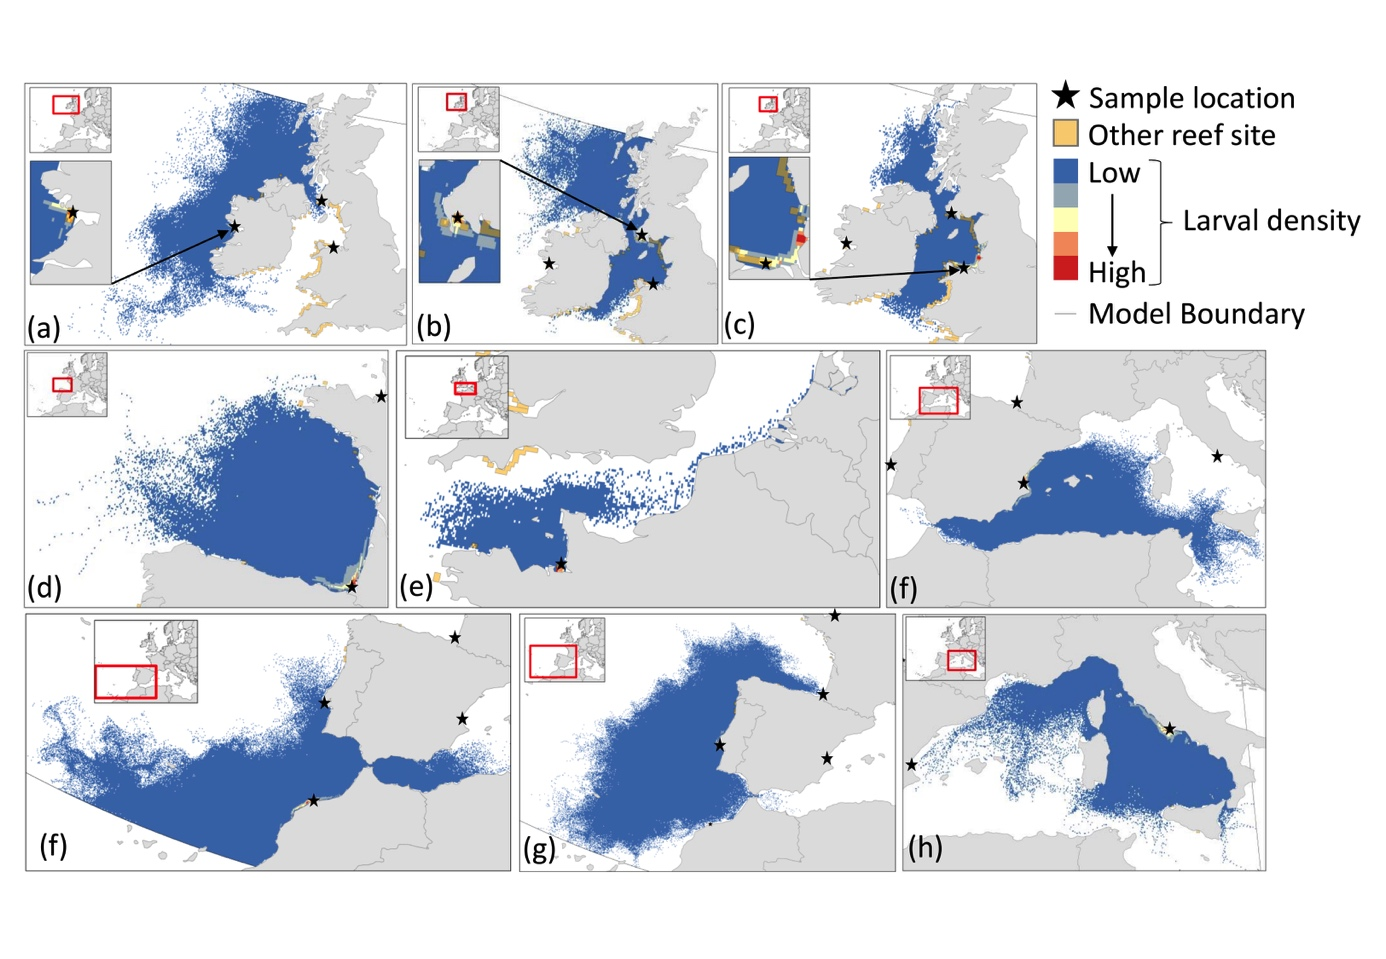 Sample location
Other reef site
Low
Larval density
High
Model Boundary
(a)
(b)
(c)
(d)
(e)
(f)
(f)
(g)
(h)